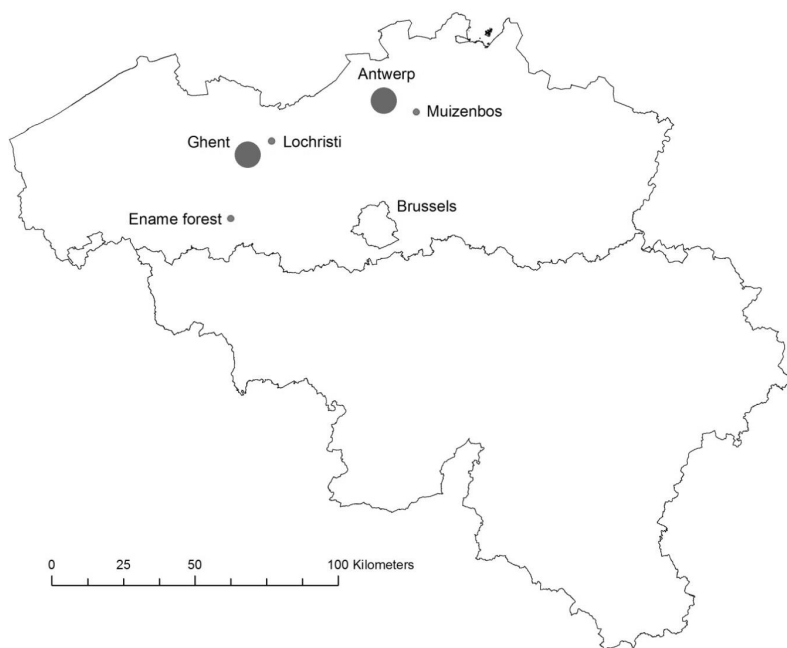 Antwerp
Muizenbos
Ghent
Lochristi
Ename forest
Brussels
0 25 50 100 Kilometers